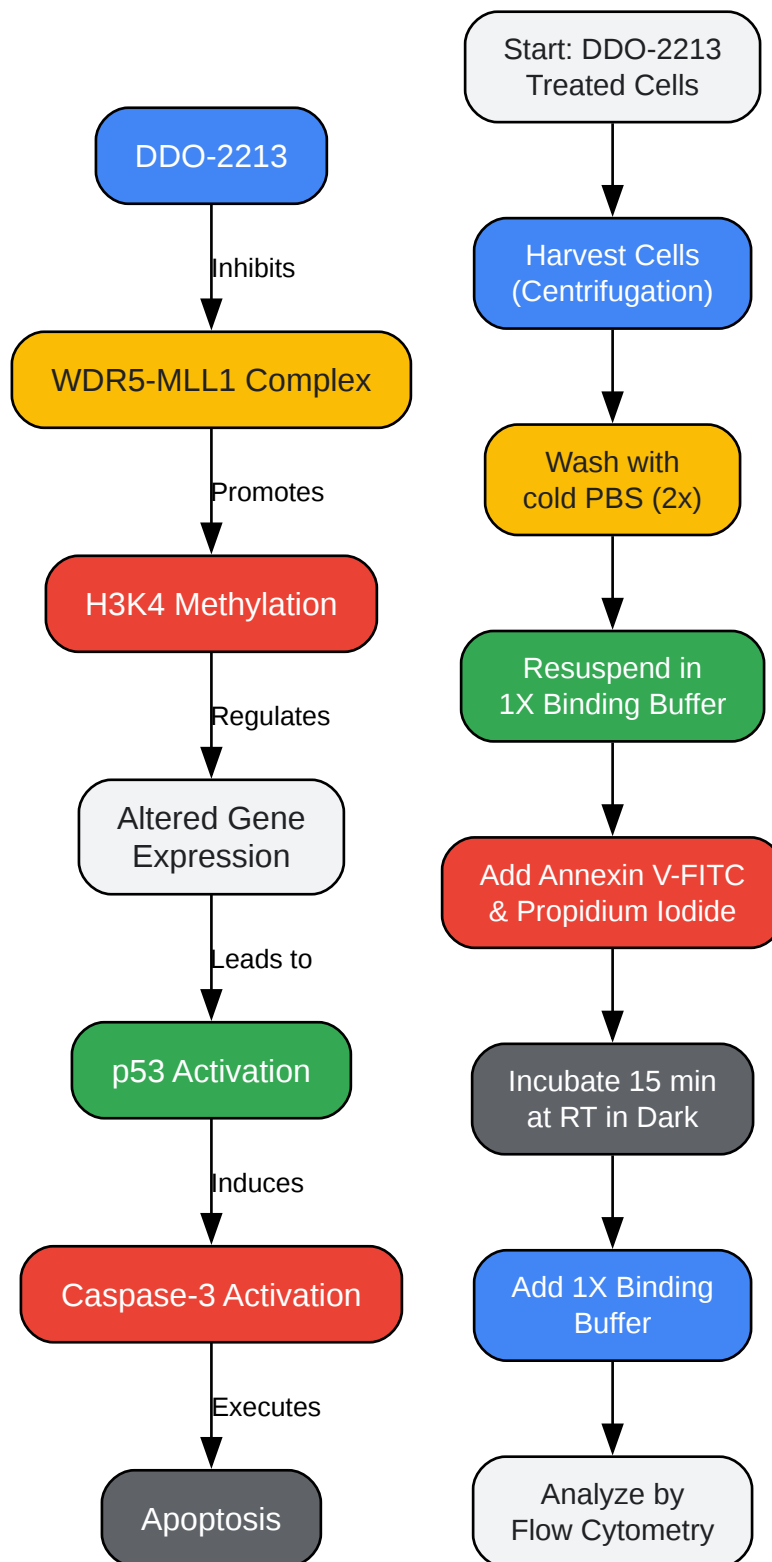 DDO-2213
Inhibits
WDR5-MLL1 Complex
Promotes
H3K4 Methylation
Regulates
Altered Gene
Expression
Leads to
p53 Activation
Induces
Caspase-3 Activation
Executes
Apoptosis
Start: DDO-2213
Treated Cells
Harvest Cells
(Centrifugation)
Wash with
cold PBS (2x)
Resuspend in
1X Binding Buffer
Add Annexin V-FITC
& Propidium Iodide
Incubate 15 min
at RT in Dark
Add 1X Binding
Buffer
Analyze by
Flow Cytometry